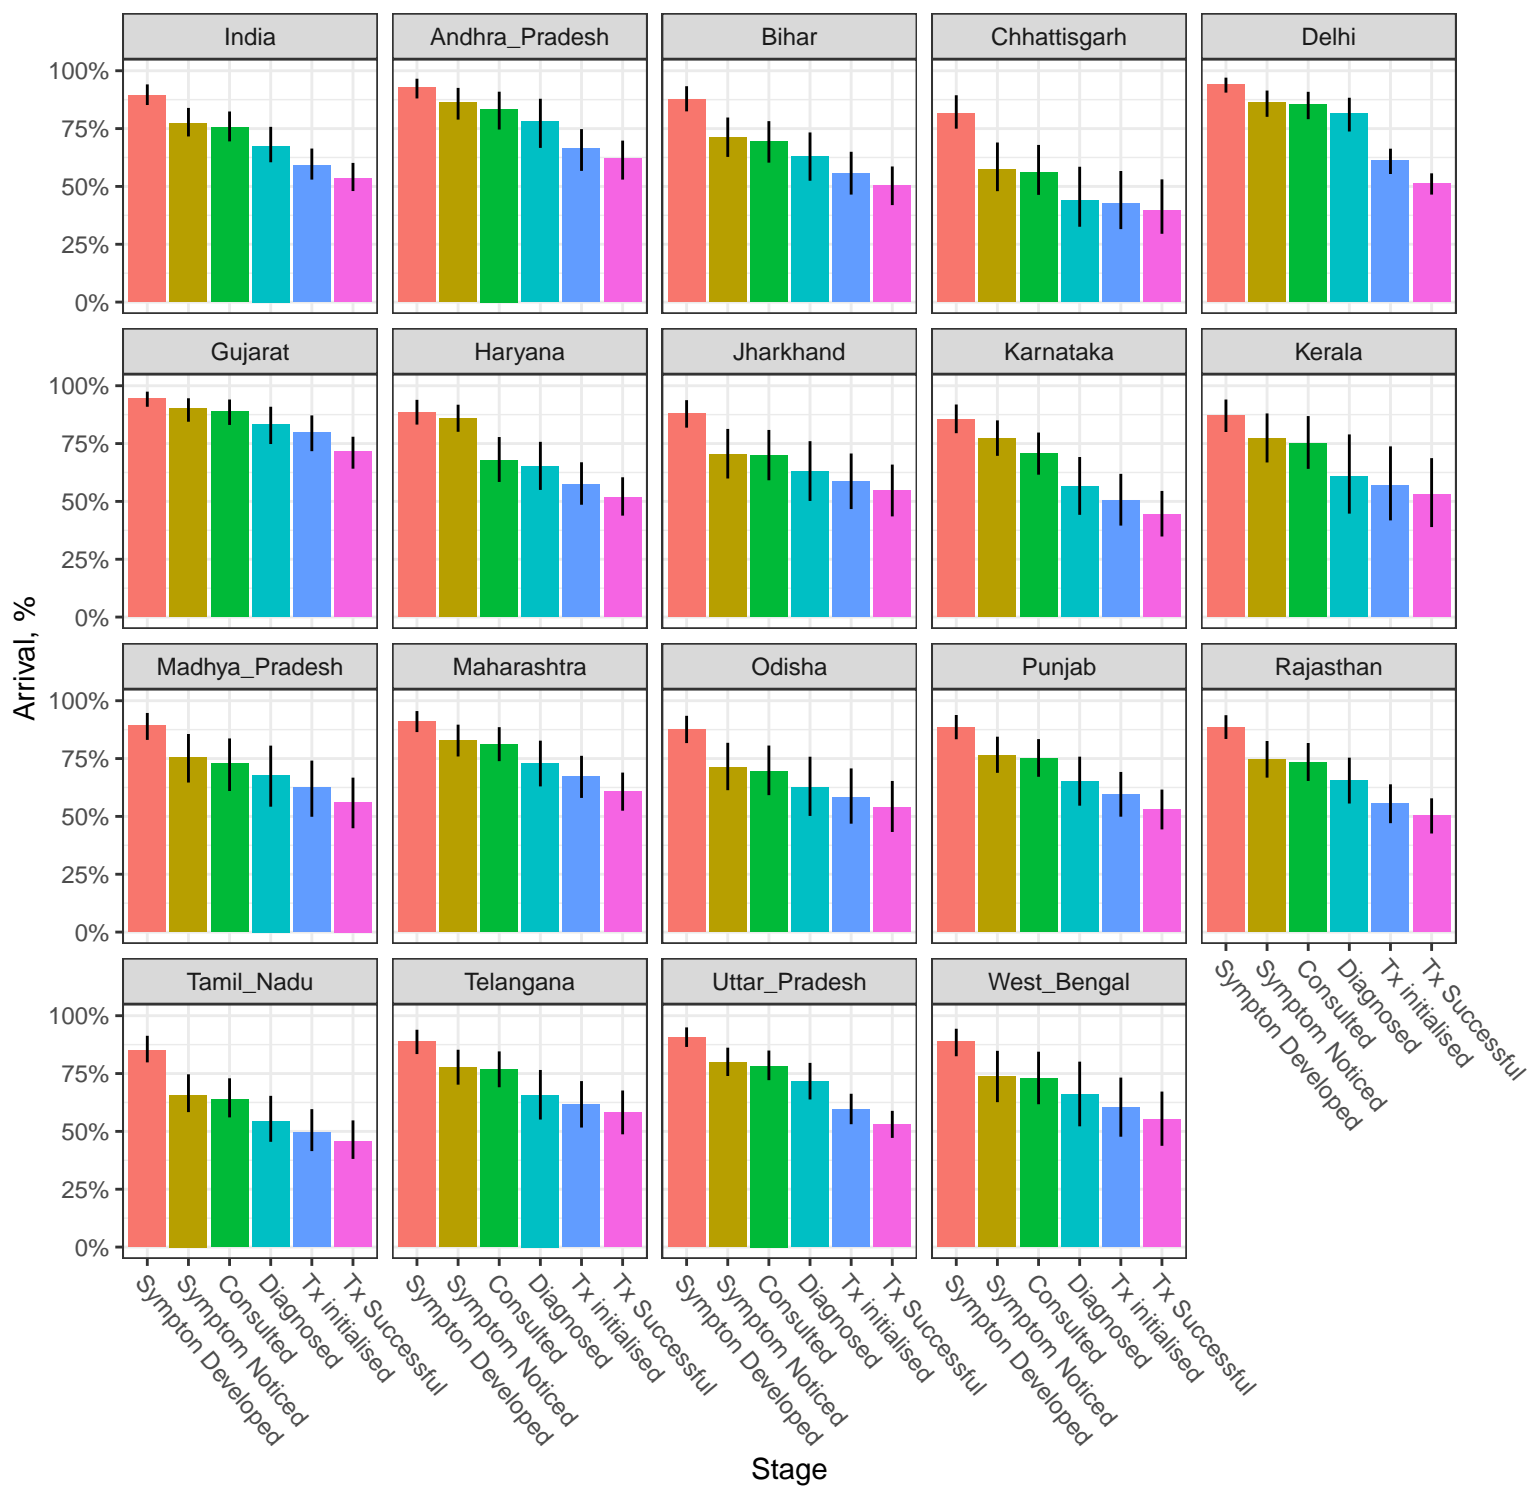 India
Andhra_Pradesh
Bihar
Chhattisgarh
Delhi
100%
75%
50%
25%
0%
Gujarat
Haryana
Jharkhand
Karnataka
Kerala
100%
75%
50%
25%
0%
Arrival, %
Madhya_Pradesh
Maharashtra
Odisha
Punjab
Rajasthan
100%
75%
50%
25%
0%
Sympton Developed
Symptom Noticed
Consulted
Diagnosed
Tx initialised
Tx Successful
Tamil_Nadu
Telangana
Uttar_Pradesh
West_Bengal
100%
75%
50%
25%
0%
Sympton Developed
Symptom Noticed
Consulted
Diagnosed
Tx initialised
Tx Successful
Sympton Developed
Symptom Noticed
Consulted
Diagnosed
Tx initialised
Tx Successful
Sympton Developed
Symptom Noticed
Consulted
Diagnosed
Tx initialised
Tx Successful
Sympton Developed
Symptom Noticed
Consulted
Diagnosed
Tx initialised
Tx Successful
Stage